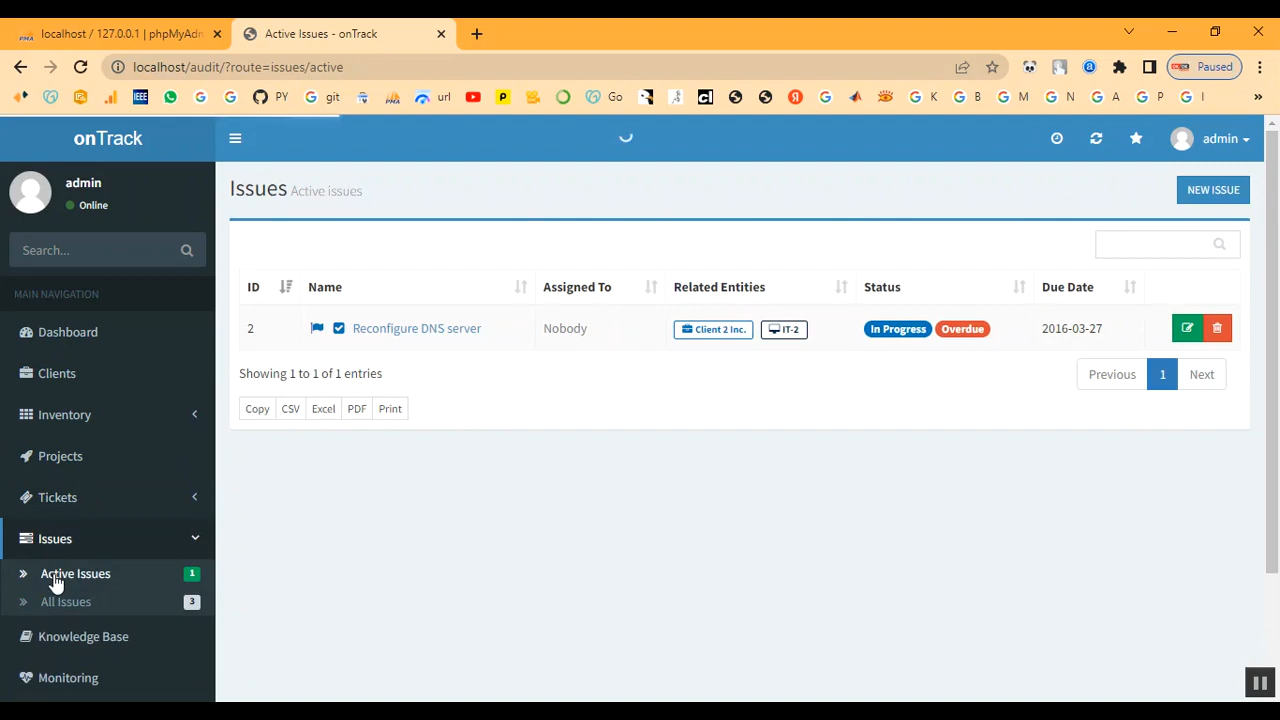 localhost / 127.0.0.1 | phpMyAdn
Active Issues - onTrack
localhost/audit/?route=issues/active
Paused
IEEE
PY
git
PMA
url
Go
K
B
M
N
A
P
I
onTrack
admin
admin
Online
Search...
MAIN NAVIGATION
Dashboard
Clients
Inventory
Projects
Tickets
Issues
Active Issues 1
All Issues 3
Knowledge Base
Monitoring
Issues Active issues
NEW ISSUE
ID Name Assigned To Related Entities Status Due Date
2 Reconfigure DNS server Nobody Client 2 Inc. IT-2 In Progress Overdue 2016-03-27
Showing 1 to 1 of 1 entries
Previous 1 Next
Copy CSV Excel PDF Print